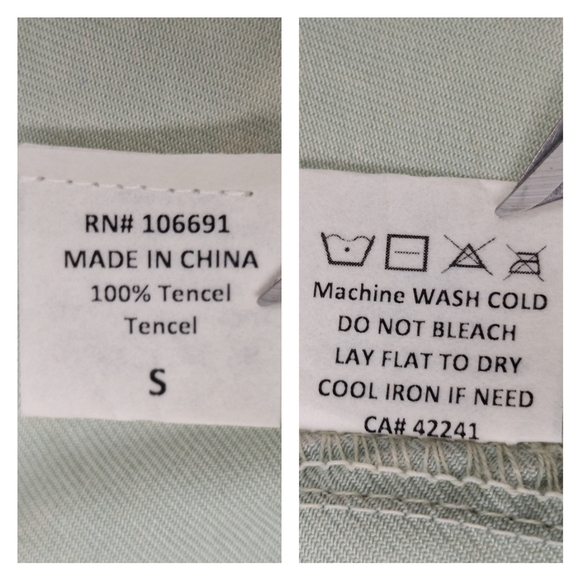 RN# 106691
MADE IN CHINA
100% Tencel
Tencel
S
Machine WASH COLD
DO NOT BLEACH
LAY FLAT TO DRY
COOL IRON IF NEED
CA# 42241